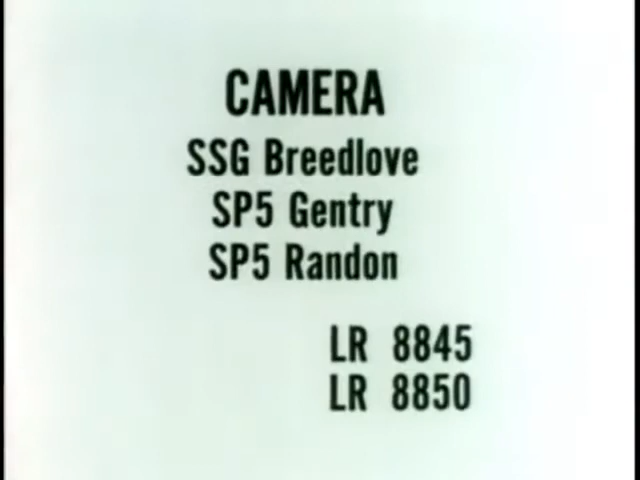 CAMERA
SSG Breedlove
SP5 Gentry
SP5 Randon
LR 8845
LR 8850